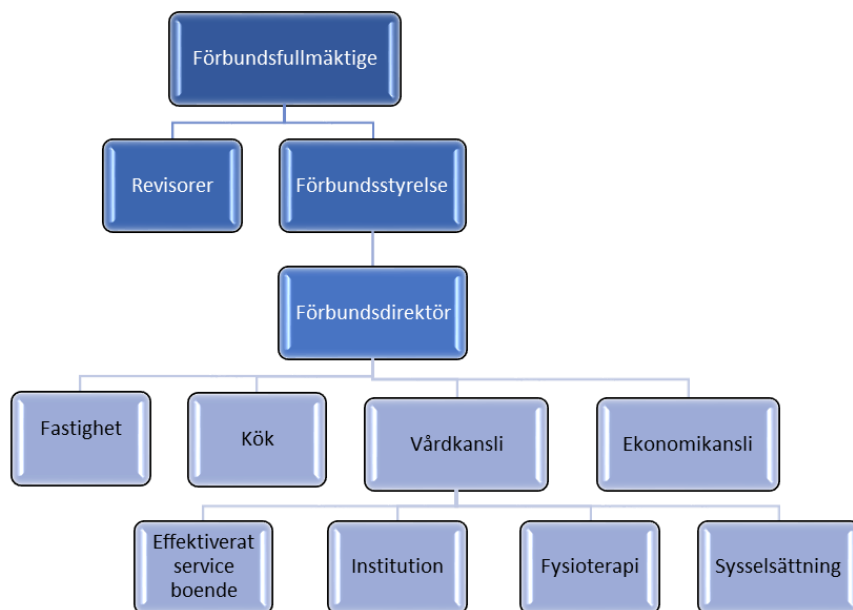 Förbundsfullmäktige
Revisorer
Förbundsstyrelse
Förbundsdirektör
Fastighet
Kök
Vårdkansli
Ekonomikansli
Effektiverat
service
boende
Institution
Fysioterapi
Sysselsättning